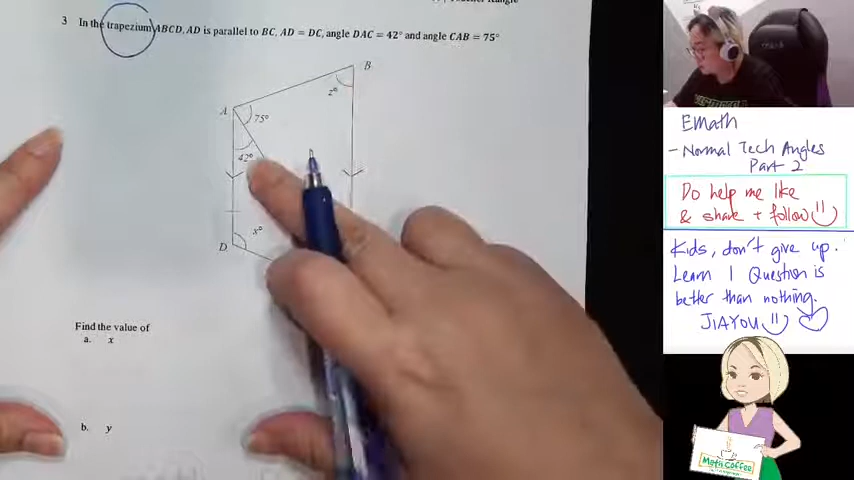 3 In the trapezium ABCD, AD is parallel to BC, AD = DC, angle DAC = 42° and angle CAB = 75°
A
B
z°
75°
42°
x°
D
Find the value of
a. x
b. y
Emath
- Normal Tech Angles
Part 2
Do help me like
& share + follow
Kids, don't give up.
Learn 1 Question is
better than nothing.
JIAYOU
Math Coffee